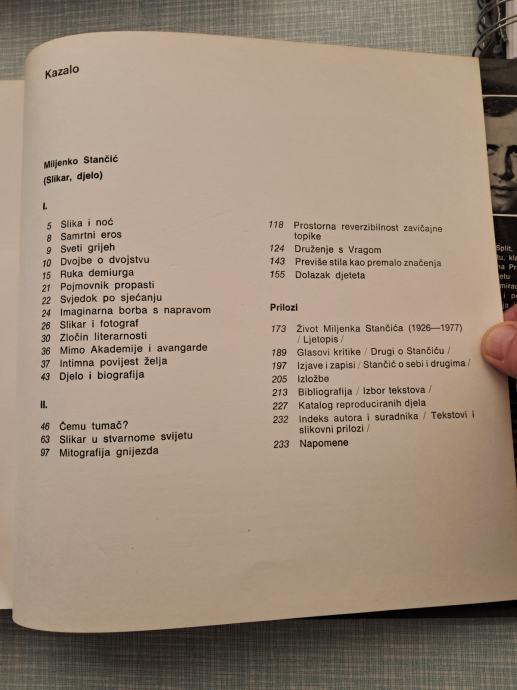 Kazalo
Miljenko Stančić
(Slikar, djelo)
I.
5 Slika i noć
8 Samrtni eros
9 Sveti grijeh
10 Dvojbe o dvojstvu
15 Ruka demiurga
21 Pojmovnik propasti
22 Svjedok po sjećanju
24 Imaginarna borba s napravom
26 Slikar i fotograf
30 Zločin literarnosti
36 Mimo Akademije i avangarde
37 Intimna povijest želja
43 Djelo i biografija
II.
46 Čemu tumač?
63 Slikar u stvarnome svijetu
97 Mitografija gnijezda
118 Prostorna reverzibilnost zavičajne
topike
124 Druženje s Vragom
143 Previše stila kao premalo značenja
155 Dolazak djeteta
Prilozi
173 Život Miljenka Stančića (1926—1977)
/ Ljetopis /
189 Glasovi kritike / Drugi o Stančiću /
197 Izjave i zapisi / Stančić o sebi i drugima /
205 Izložbe
213 Bibliografija / Izbor tekstova /
227 Katalog reproduciranih djela
232 Indeks autora i suradnika / Tekstovi i
slikovni prilozi /
233 Napomene
Split,